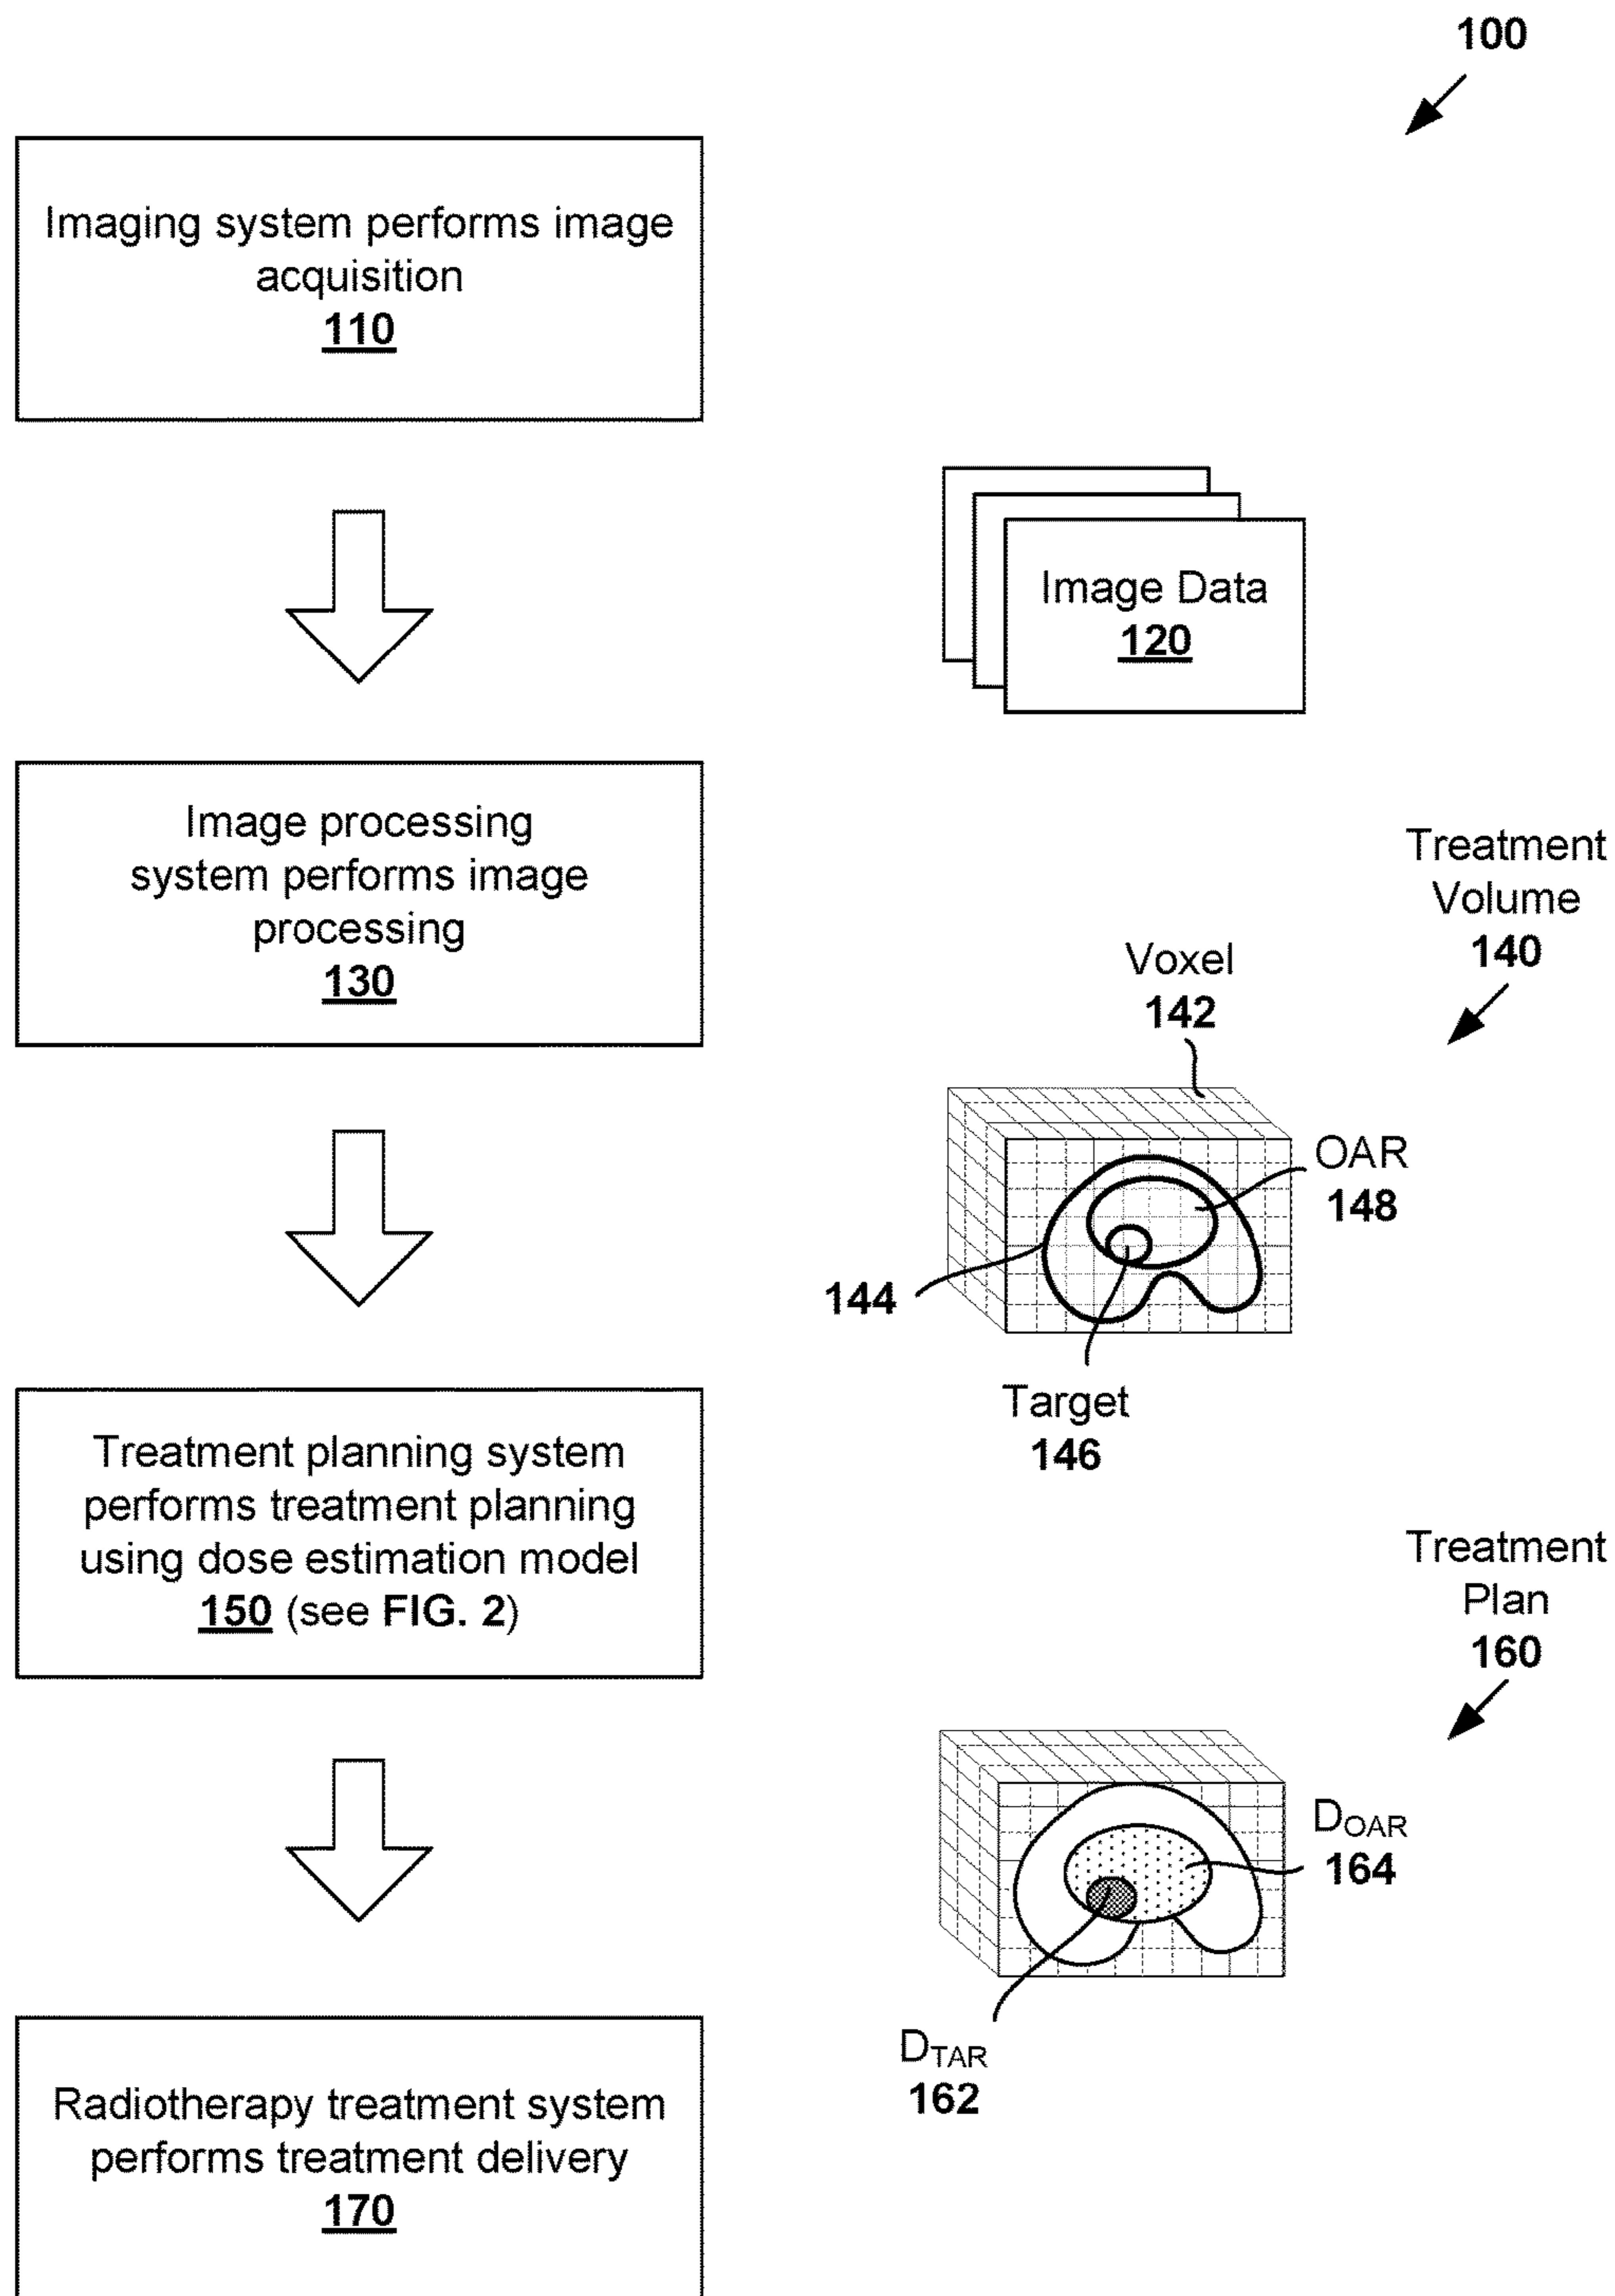 100
Imaging system performs image
acquisition
110
Image Data
120
Image processing
system performs image
processing
130
Treatment
Volume
140
Voxel
142
OAR
148
144
Target
146
Treatment planning system
performs treatment planning
using dose estimation model
150 (see FIG. 2)
Treatment
Plan
160
DOAR
164
DTAR
162
Radiotherapy treatment system
performs treatment delivery
170